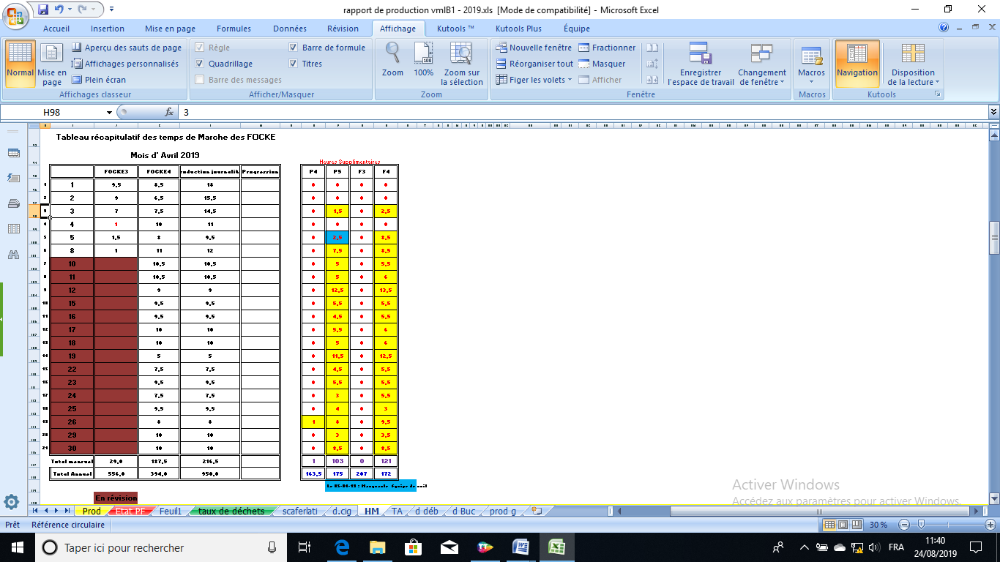 rapport de production vmlB1 - 2019.xls [Mode de compatibilité] - Microsoft Excel
Accueil Insertion Mise en page Formules Données Révision Affichage Kutools ™ Kutools Plus Équipe
Normal
Mise en page
Aperçu des sauts de page
Affichages personnalisés
Plein écran
Affichages classeur
Règle
Quadrillage
Barre des messages
Barre de formule
Titres
Afficher/Masquer
Zoom
100%
Zoom sur la sélection
Zoom
Nouvelle fenêtre
Réorganiser tout
Figer les volets
Fractionner
Masquer
Afficher
Enregistrer l'espace de travail
Changement de fenêtre
Fenêtre
Macros
Macros
Navigation
Disposition de la lecture
Kutools
H98 fx 3
Tableau récapitulatif des temps de Marche des FOCKE
Mois d' Avril 2019
Heures Supplimentaires
FOCKE3 FOCKE4 roduction journaliè Progression P4 P5 F3 F4
1 1 9,5 8,5 18 0 0 0 0
2 2 9 6,5 15,5 0 0 0 0
3 3 7 7,5 14,5 0 1,5 0 2,5
4 4 1 10 11 0 0 0 0
5 5 1,5 8 9,5 0 2,5 0 8,5
6 8 1 11 12 0 7,5 0 8,5
7 10 10,5 10,5 0 5 0 5,5
8 11 10,5 10,5 0 5 0 6
9 12 9 9 0 12,5 0 13,5
10 15 9,5 9,5 0 5,5 0 5,5
11 16 9,5 9,5 0 4,5 0 5,5
12 17 10 10 0 5,5 0 6
13 18 10 10 0 5 0 6
14 19 5 5 0 11,5 0 12,5
15 22 7,5 7,5 0 4,5 0 5,5
16 23 9,5 9,5 0 5,5 0 5,5
17 24 7,5 7,5 0 3 0 5,5
18 25 9,5 9,5 0 4 0 3
19 26 8 8 1 8 0 9,5
20 29 10 10 0 3 0 3,5
21 30 10 10 0 8,5 0 8,5
Total mensuel 29,0 187,5 216,5 1 103 0 121
Total Annuel 556,0 394,0 950,0 163,5 175 207 172
Le 05-04-19 : Manquante équipe de nuit
En révision
Activer Windows
Accédez aux paramètres pour activer Windows.
Prod Etat PF Feuil1 taux de déchets scaferlati d.cig HM TA d déb d Buc prod g
Prêt Référence circulaire 30 %
Taper ici pour rechercher
FRA
11:40
24/08/2019